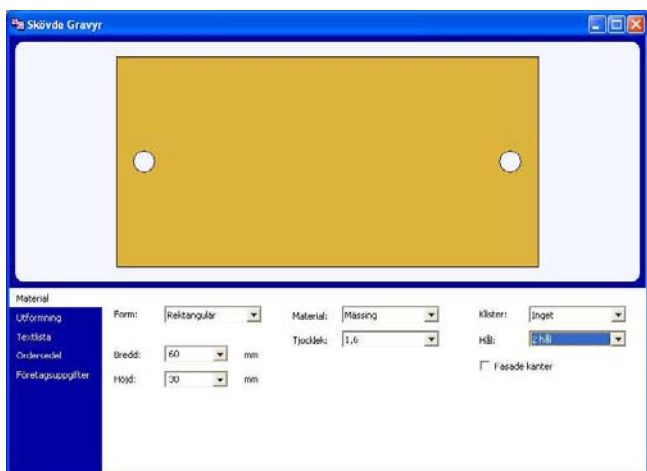 Skövde Gravyr
Material
Utformning
Textlista
Ordersedel
Företagsuppgifter
Form: Rektangulär
Bredd: 60 mm
Höjd: 30 mm
Material: Mässing
Tjocklek: 1,6
Klister: Inget
Hål: 2 hål
Fasade kanter